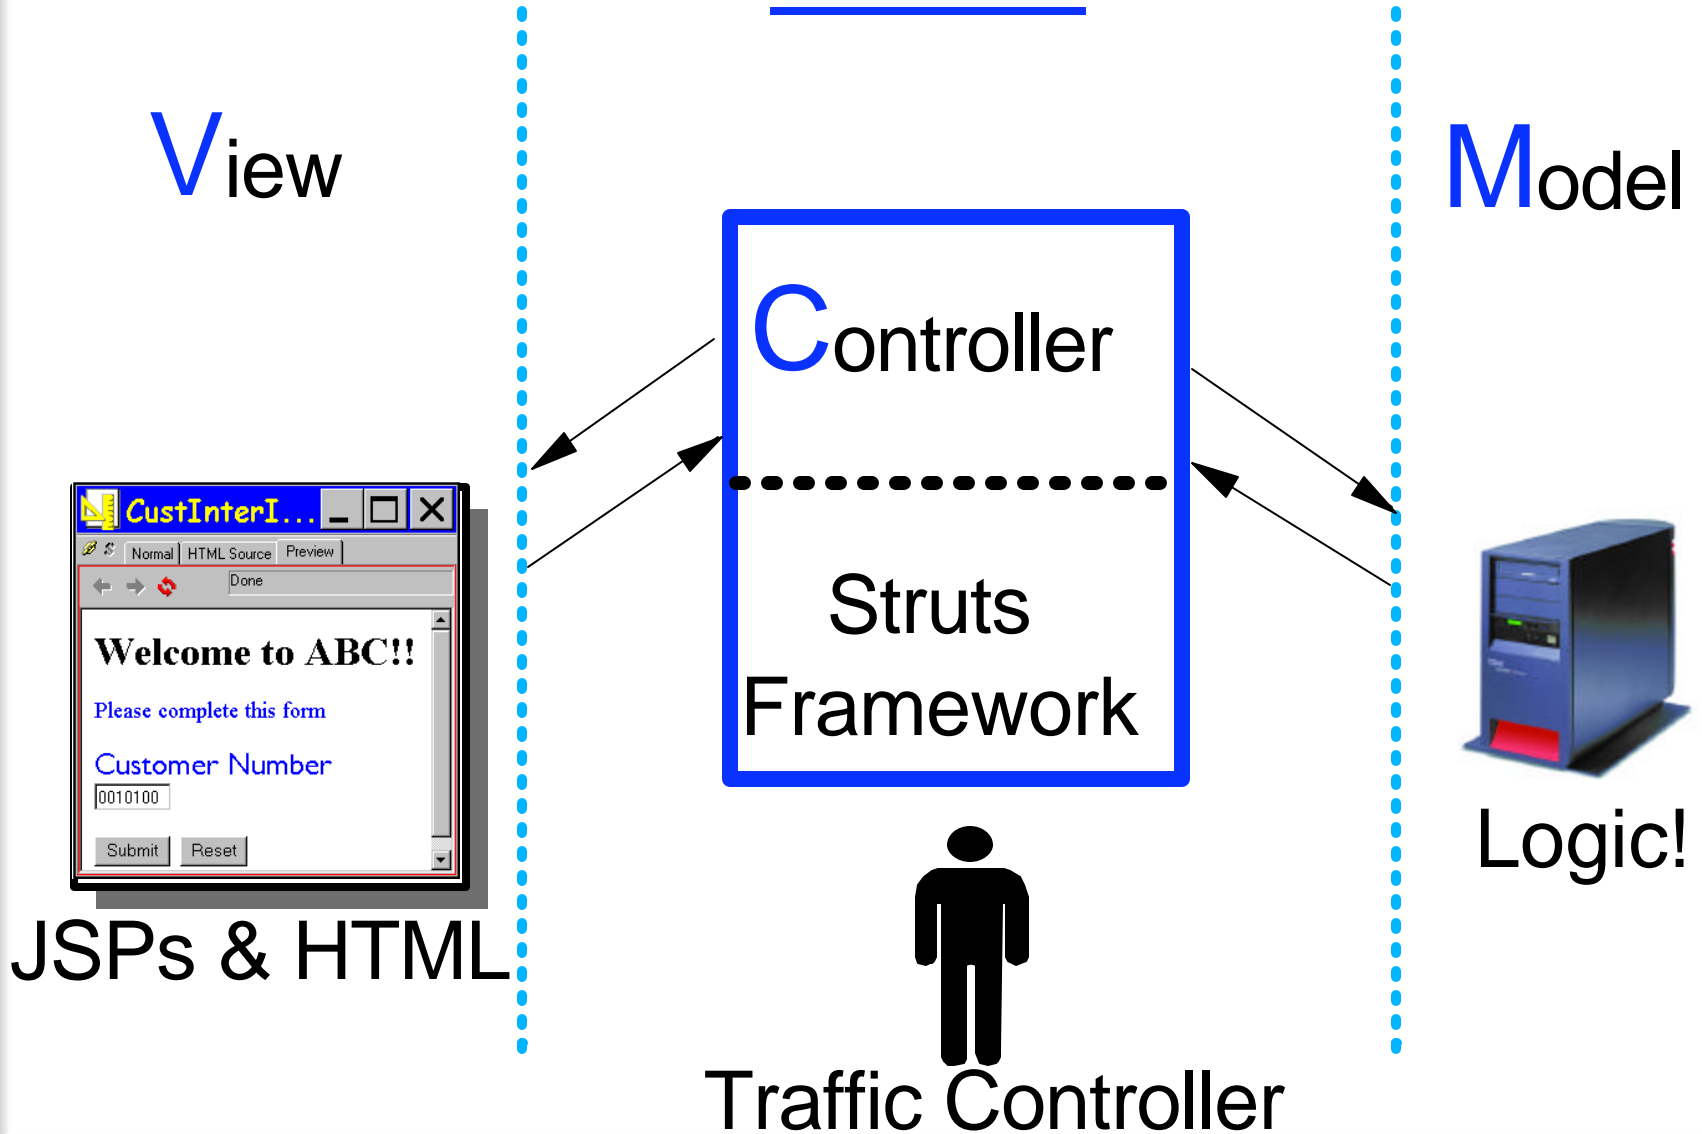 View
Model
Controller
Struts
Framework
CustInterI...
Normal HTML Source Preview
Done
Welcome to ABC!!
Please complete this form
Customer Number
0010100
Submit Reset
JSPs & HTML
Logic!
Traffic Controller